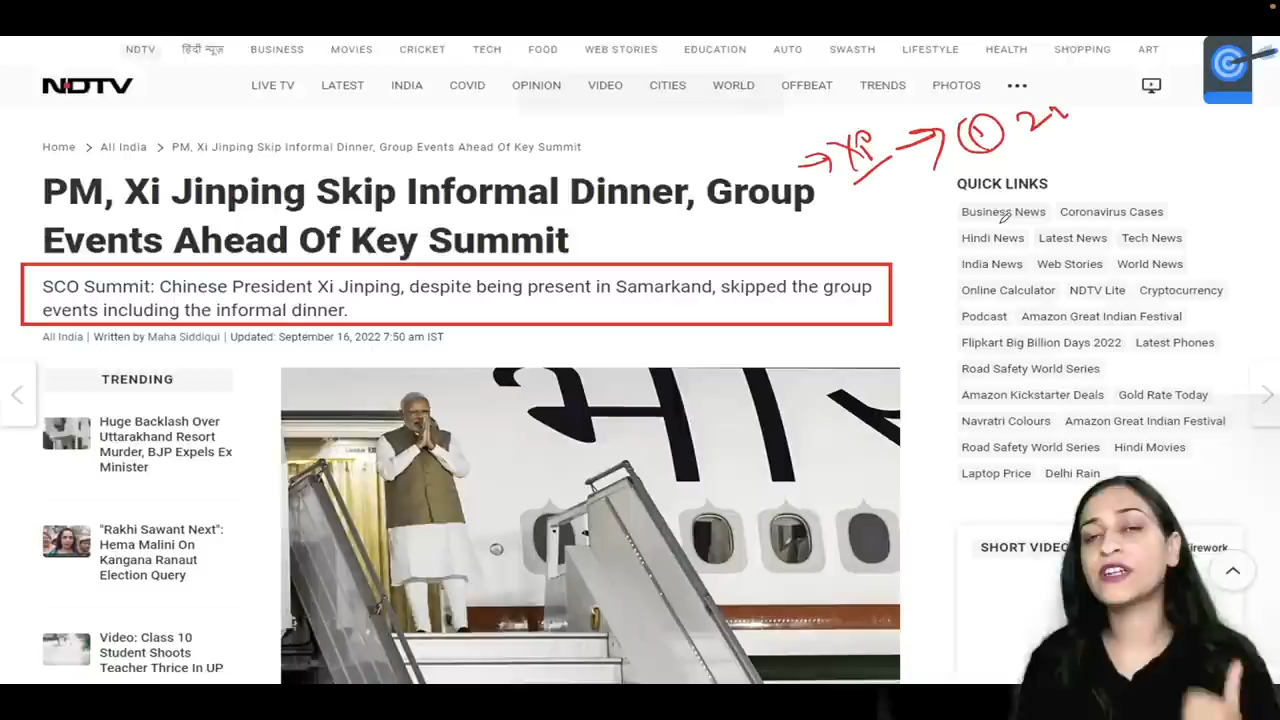 NDTV हिंदी न्यूज़ BUSINESS MOVIES CRICKET TECH FOOD WEB STORIES EDUCATION AUTO SWASTH LIFESTYLE HEALTH SHOPPING ART
NDTV LIVE TV LATEST INDIA COVID OPINION VIDEO CITIES WORLD OFFBEAT TRENDS PHOTOS
Home > All India > PM, Xi Jinping Skip Informal Dinner, Group Events Ahead Of Key Summit
PM, Xi Jinping Skip Informal Dinner, Group
Events Ahead Of Key Summit
SCO Summit: Chinese President Xi Jinping, despite being present in Samarkand, skipped the group
events including the informal dinner.
All India | Written by Maha Siddiqui | Updated: September 16, 2022 7:50 am IST
TRENDING
Huge Backlash Over
Uttarakhand Resort
Murder, BJP Expels Ex
Minister
"Rakhi Sawant Next":
Hema Malini On
Kangana Ranaut
Election Query
Video: Class 10
Student Shoots
Teacher Thrice In UP
QUICK LINKS
Business News Coronavirus Cases
Hindi News Latest News Tech News
India News Web Stories World News
Online Calculator NDTV Lite Cryptocurrency
Podcast Amazon Great Indian Festival
Flipkart Big Billion Days 2022 Latest Phones
Road Safety World Series
Amazon Kickstarter Deals Gold Rate Today
Navratri Colours Amazon Great Indian Festival
Road Safety World Series Hindi Movies
Laptop Price Delhi Rain
SHORT VIDEO